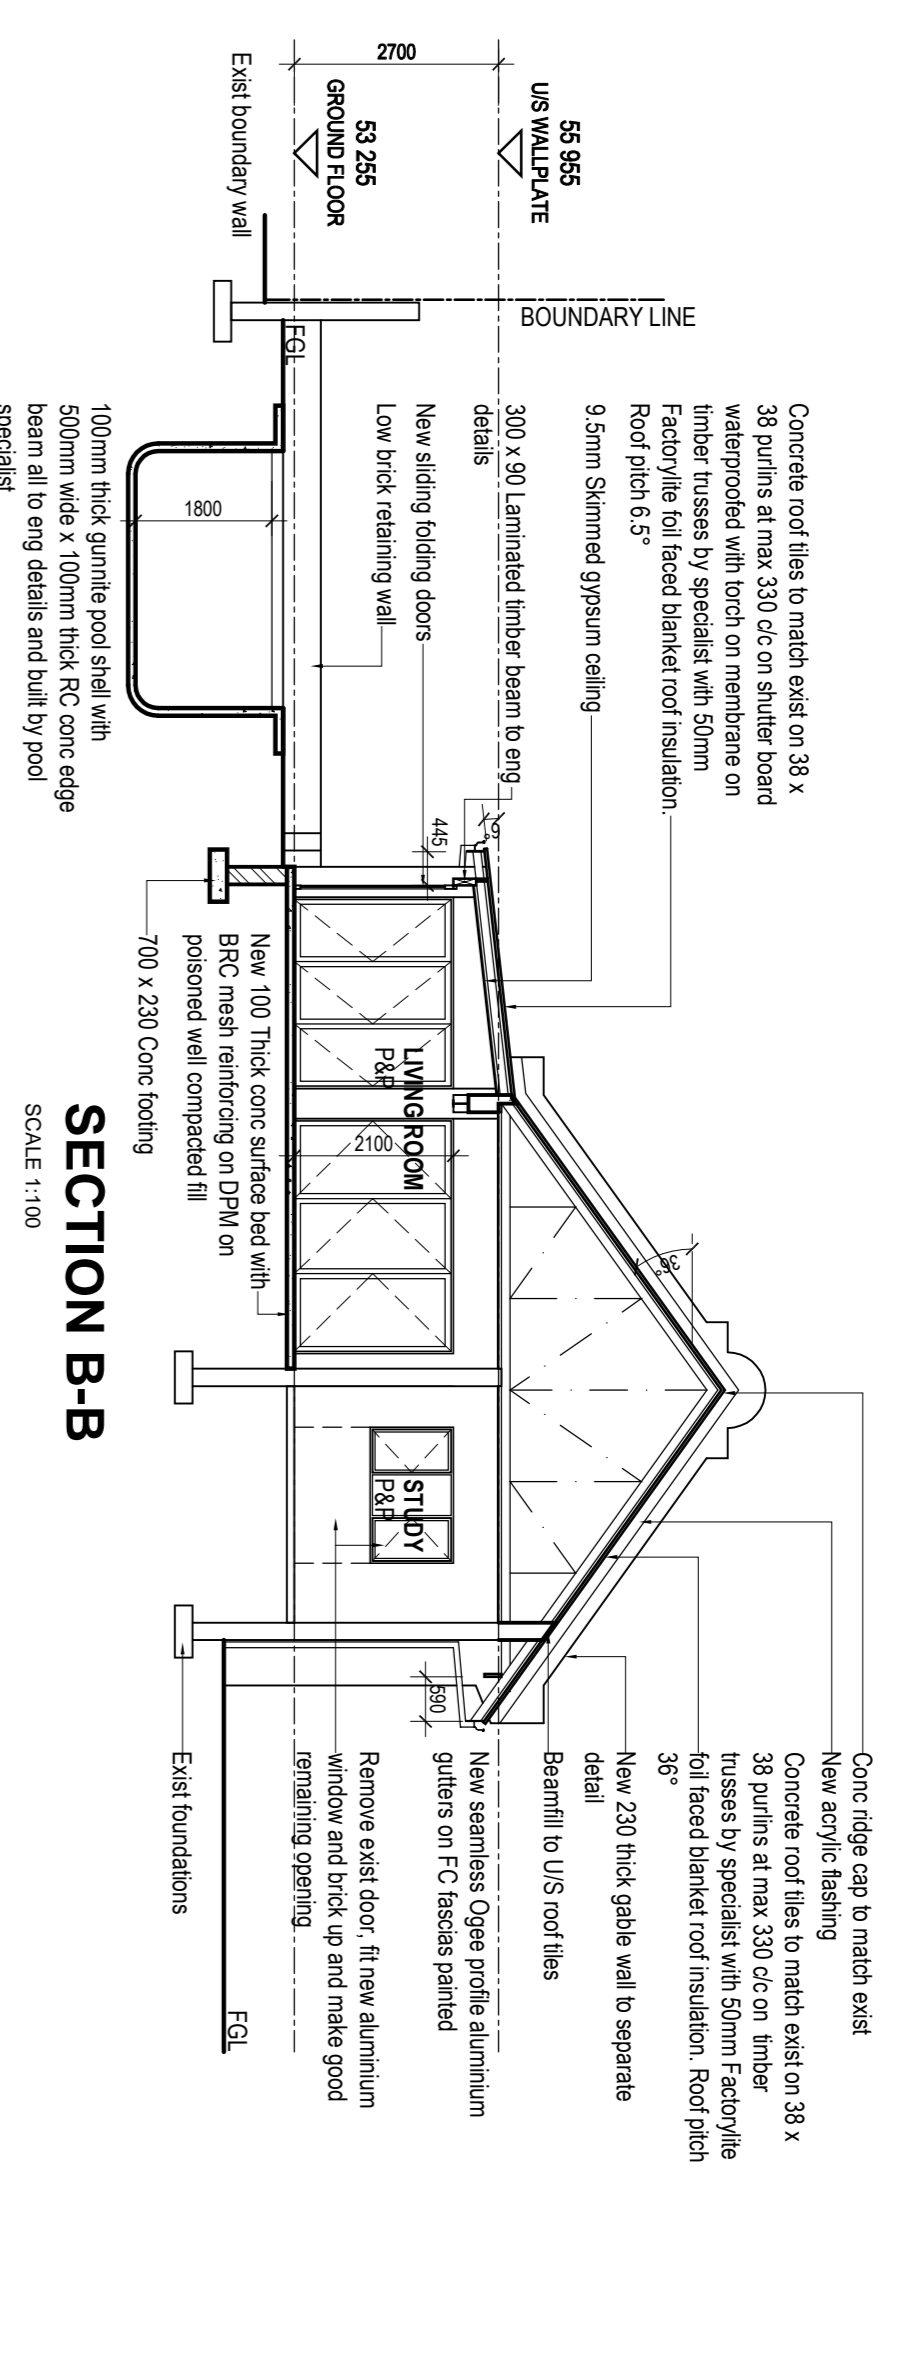 Concrete roof tiles to match exist on 38 x
38 purlins at max 330 c/c on shutter board
waterproofed with torch on membrane on
timber trusses by specialist with 50mm
Factorylite foil faced blanket roof insulation.
Roof pitch 6.5°
9.5mm Skimmed gypsum ceiling
300 x 90 Laminated timber beam to eng
details
New sliding folding doors
Low brick retaining wall
55 955
U/S WALLPLATE
2700
53 255
GROUND FLOOR
Exist boundary wall
BOUNDARY LINE
FGL
1800
100mm thick gunnite pool shell with
500mm wide x 100mm thick RC conc edge
beam all to eng details and built by pool
specialist
6°
445
LIVING ROOM
P&P
2100
New 100 Thick conc surface bed with
BRC mesh reinforcing on DPM on
poisoned well compacted fill
700 x 230 Conc footing
36°
STUDY
P&P
590
Conc ridge cap to match exist
New acrylic flashing
Concrete roof tiles to match exist on 38 x
38 purlins at max 330 c/c on timber
trusses by specialist with 50mm Factorylite
foil faced blanket roof insulation. Roof pitch
36°
New 230 thick gable wall to separate
detail
Beamfill to U/S roof tiles
New seamless Ogee profile aluminium
gutters on FC fascias painted
Remove exist door, fit new aluminium
window and brick up and make good
remaining opening
Exist foundations
FGL
SECTION B-B
SCALE 1:100